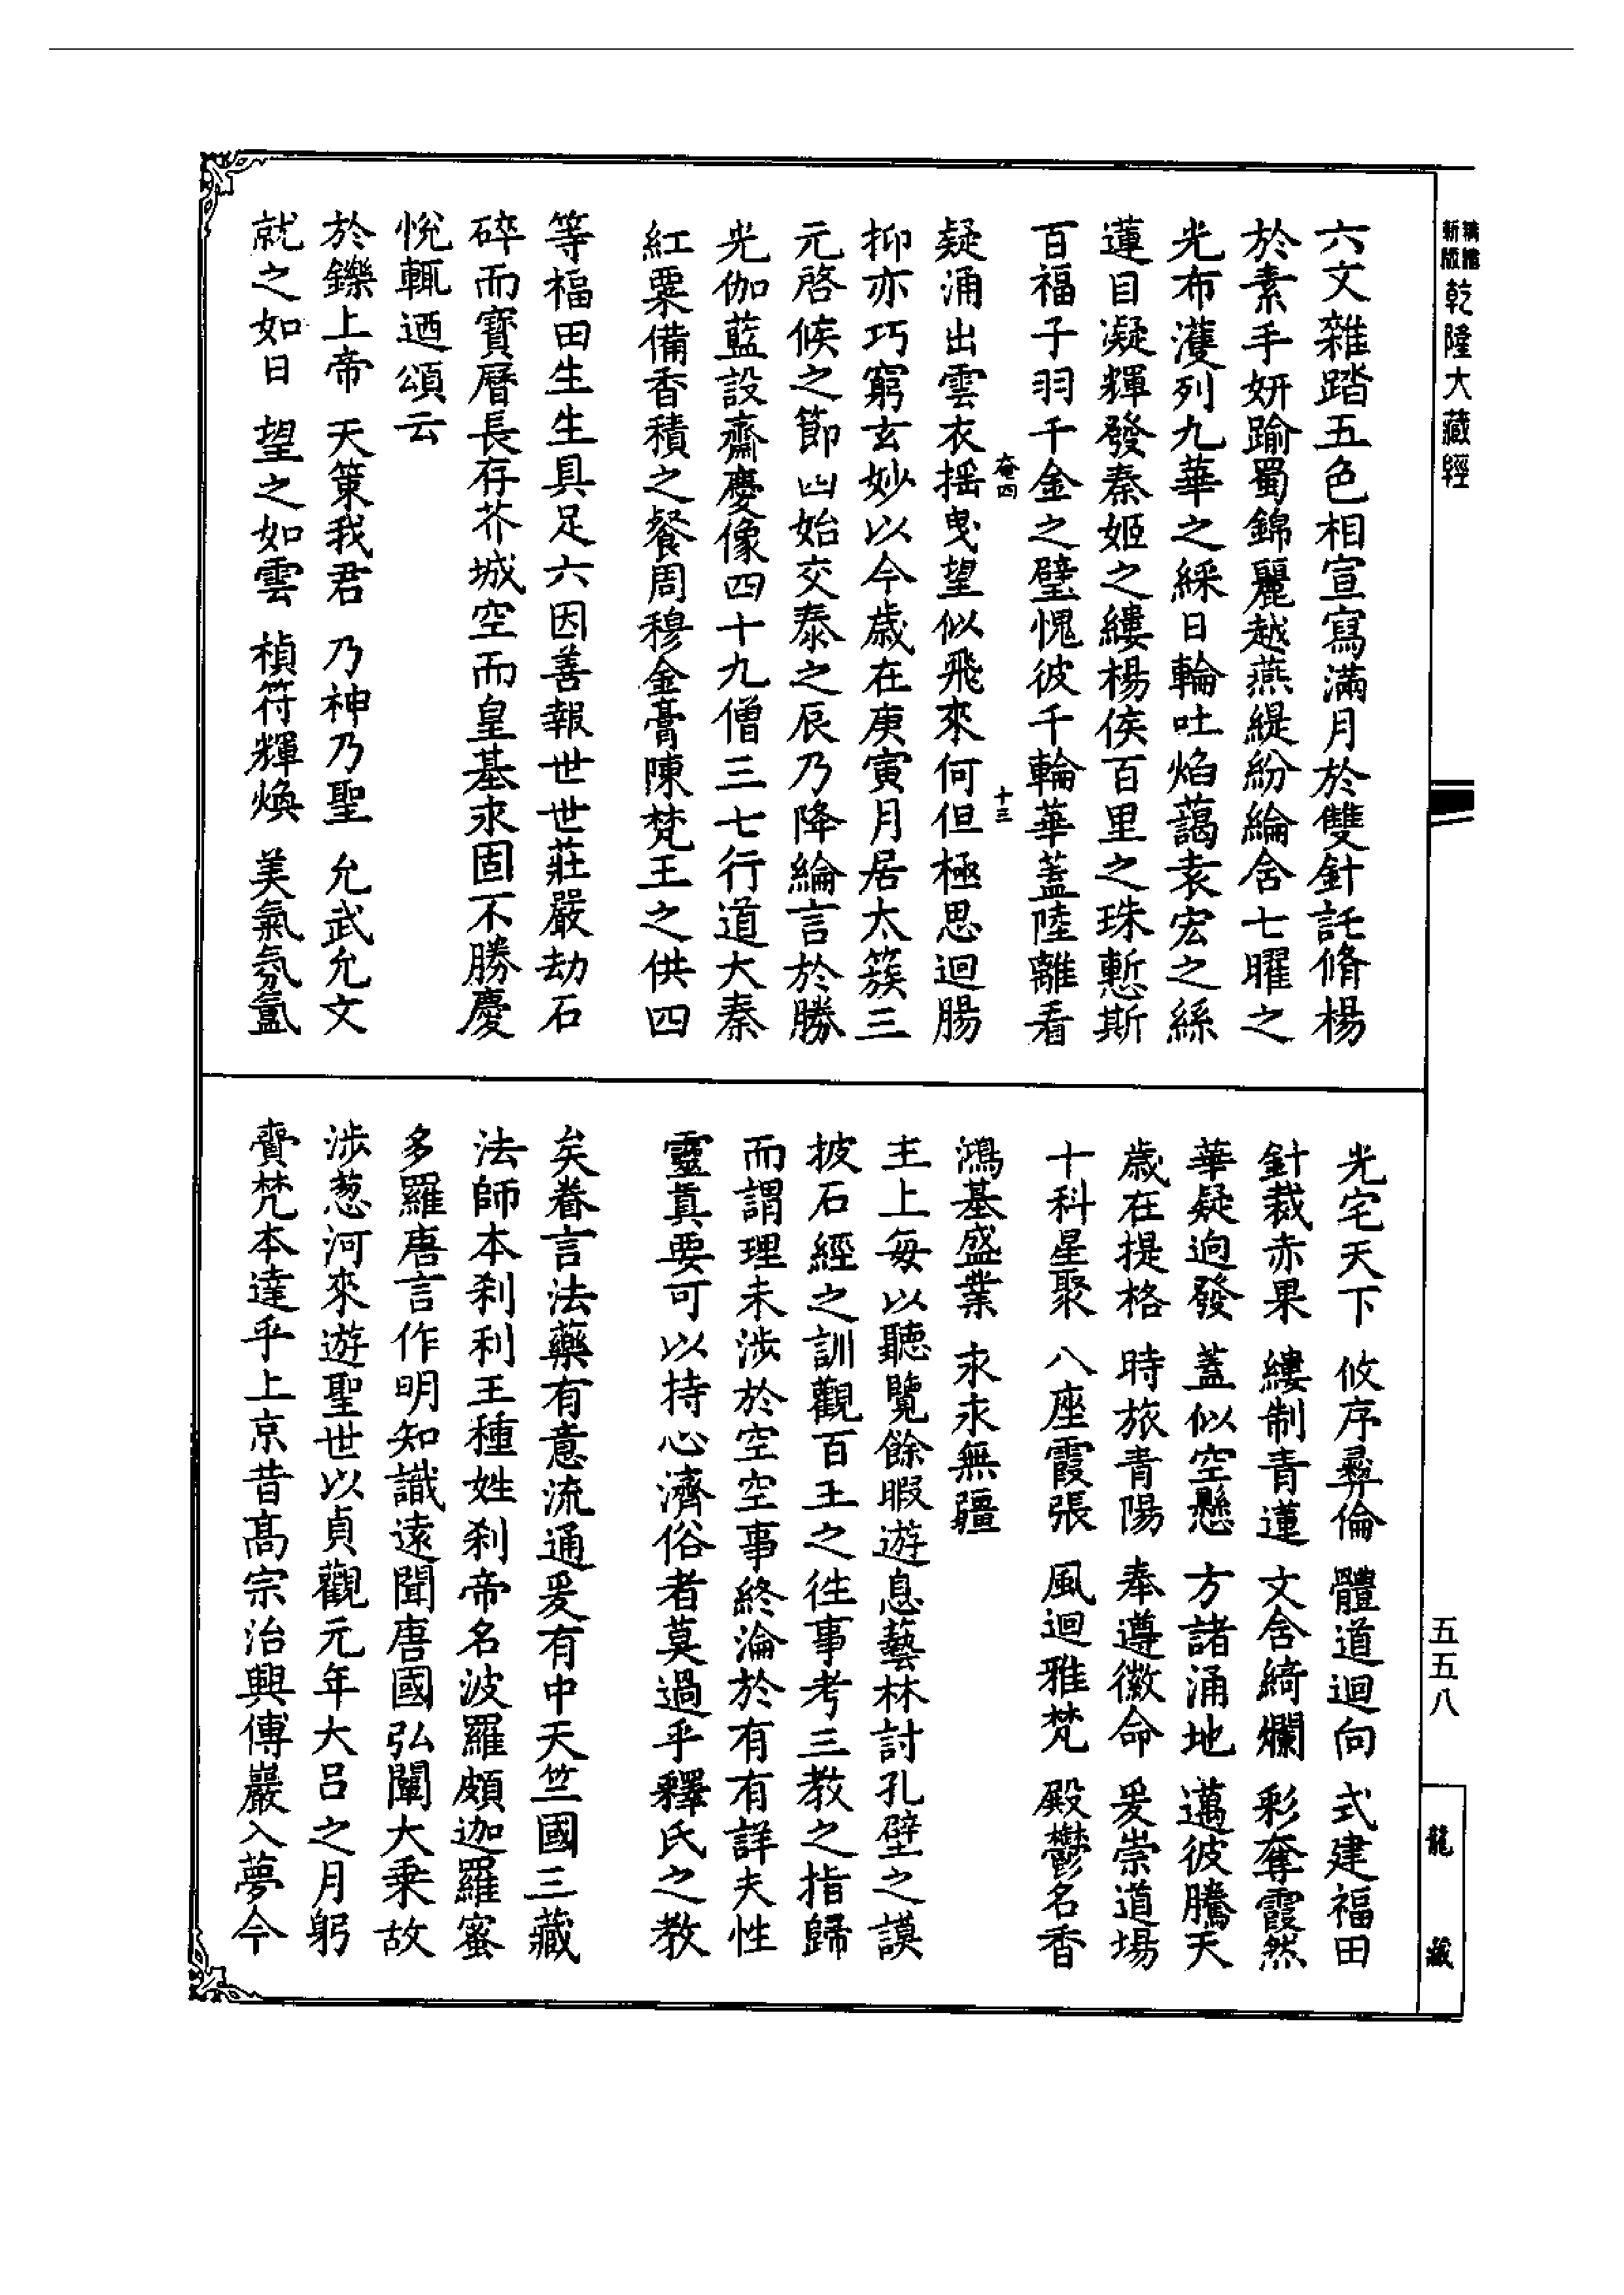 新版
精諧
乾隆大藏經
六文雜踏五色相宣寫滿月於雙針託脩楊
於素手妍踰蜀錦麗越燕緹紛綸舍七曜之
光布濩列九華之綵日輪吐焰藹袁宏之絲
蓮目凝輝發秦姬之縷楊侯百里之珠慙斯
百福子羽千金之璧愧彼千輪華蓋陸離看
奄四
十三
疑涌出雲衣搖曳望似飛來何但極思迴腸
抑亦巧窮玄妙以今歲在庚寅月居太簇三
元啓候之節四始交泰之辰乃降綸言於勝
光伽藍設齋慶像四十九僧三七行道大秦
紅粟備香積之餐周穆金膏陳梵王之供四
等福田生生具足六因善報世世莊嚴劫石
碎而寶曆長存芥城空而皇基永固不勝慶
悅輒迺頌云
於鑠上帝 天策我君 乃神乃聖 允武允文
就之如日 望之如雲 楨符輝煥 美氣氛氳
光宅天下 攸序彞倫 體道迴向 式建福田
針裁赤果 縷制青蓮 文舍綺爛 彩奪霞然
華疑逈發 蓋似空懸 方諸涌地 邁彼騰天
歲在提格 時旅青陽 奉遵徽命 爰崇道場
十科星聚 八座霞張 風迴雅梵 殿鬱名香
鴻基盛業 永永無疆
主上每以聽覽餘暇遊息藝林討孔壁之謨
披石經之訓觀百王之徃事考三教之指歸
而謂理未涉於空空事終淪於有有詳夫性
靈真要可以持心濟俗者莫過乎釋氏之教
矣眷言法藥有意流通爰有中天竺國三藏
法師本刹利王種姓刹帝名波羅頗迦羅蜜
多羅唐言作明知識遠聞唐國弘闡大乗故
涉葱河來遊聖世以貞觀元年大呂之月躬
賷梵本達乎上京昔髙宗治興傅巖入夢今
五五八
龍藏